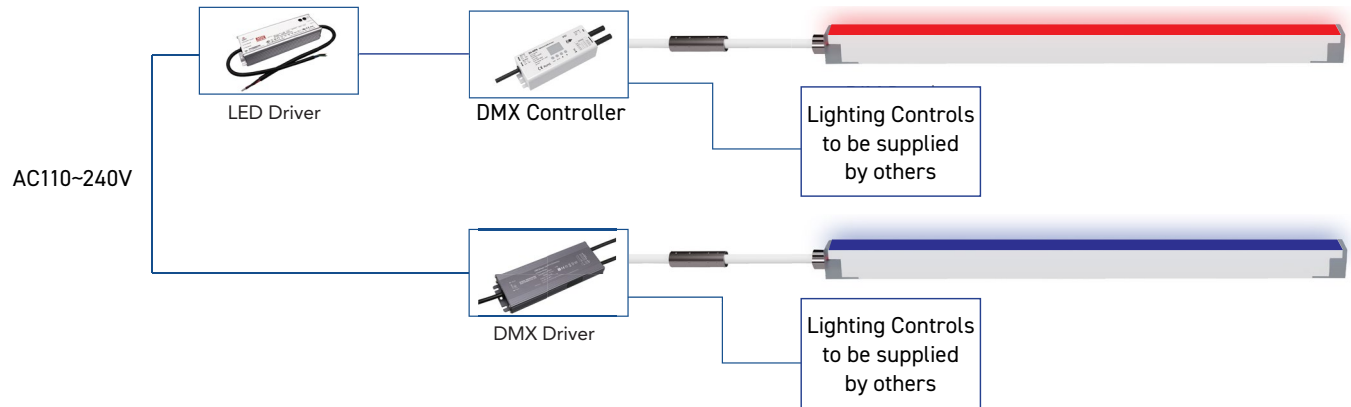 LED Driver
DMX Controller
Lighting Controls
to be supplied
by others
AC110~240V
DMX Driver
Lighting Controls
to be supplied
by others